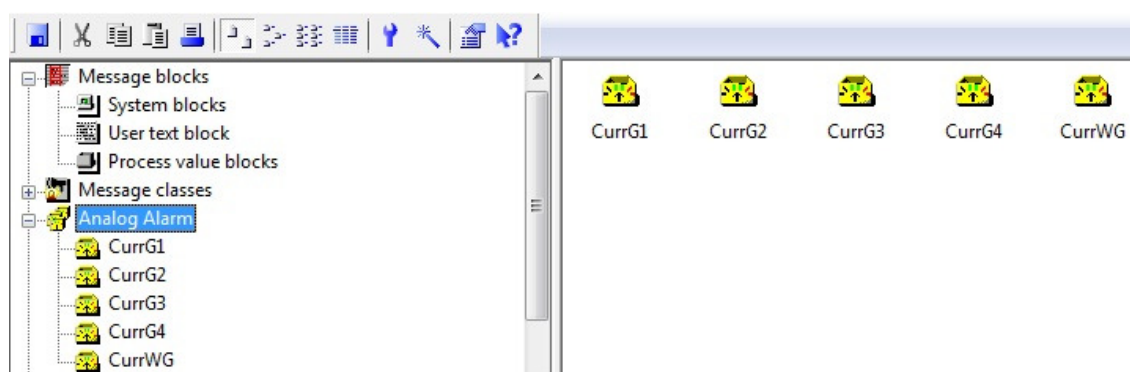 Message blocks
System blocks
User text block
Process value blocks
Message classes
Analog Alarm
CurrG1
CurrG2
CurrG3
CurrG4
CurrWG
CurrG1 CurrG2 CurrG3 CurrG4 CurrWG